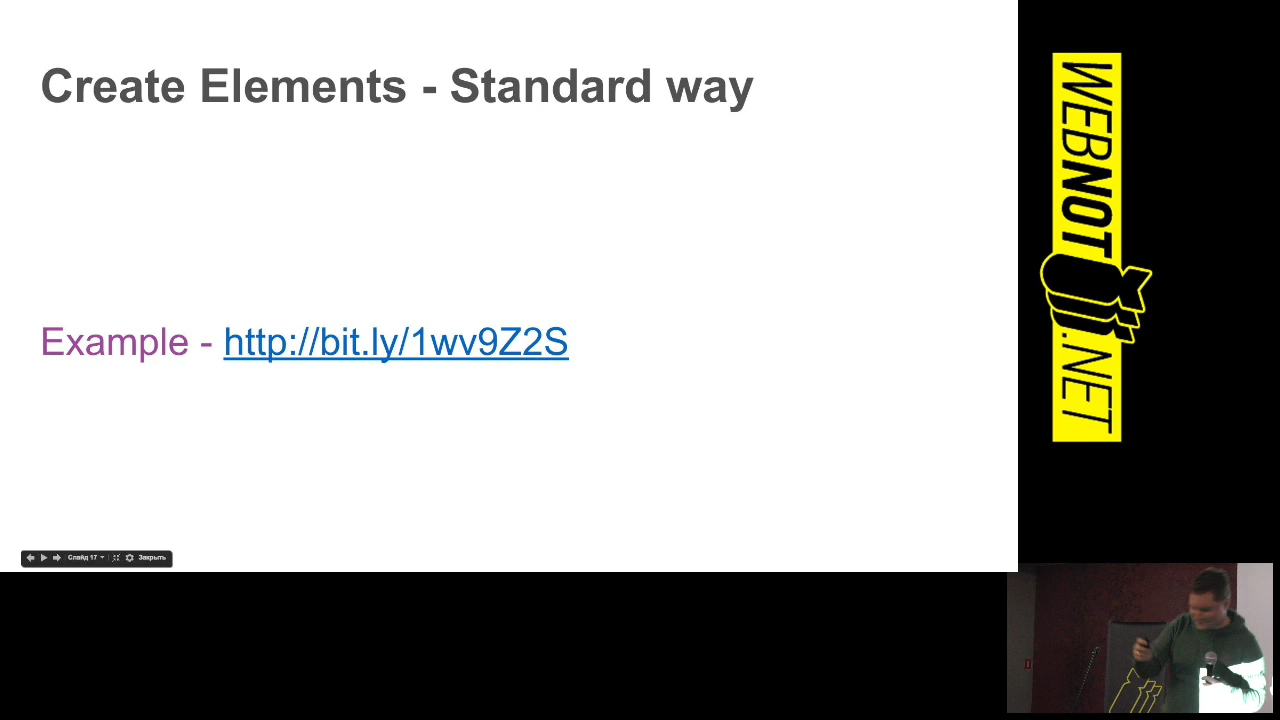 Create Elements - Standard way
Example - http://bit.ly/1wv9Z2S
Слайд 17
Закрыть
WEBNOT
.NET